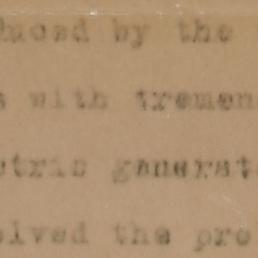 duced by the
s with tremen
ctric generat
olved the pro